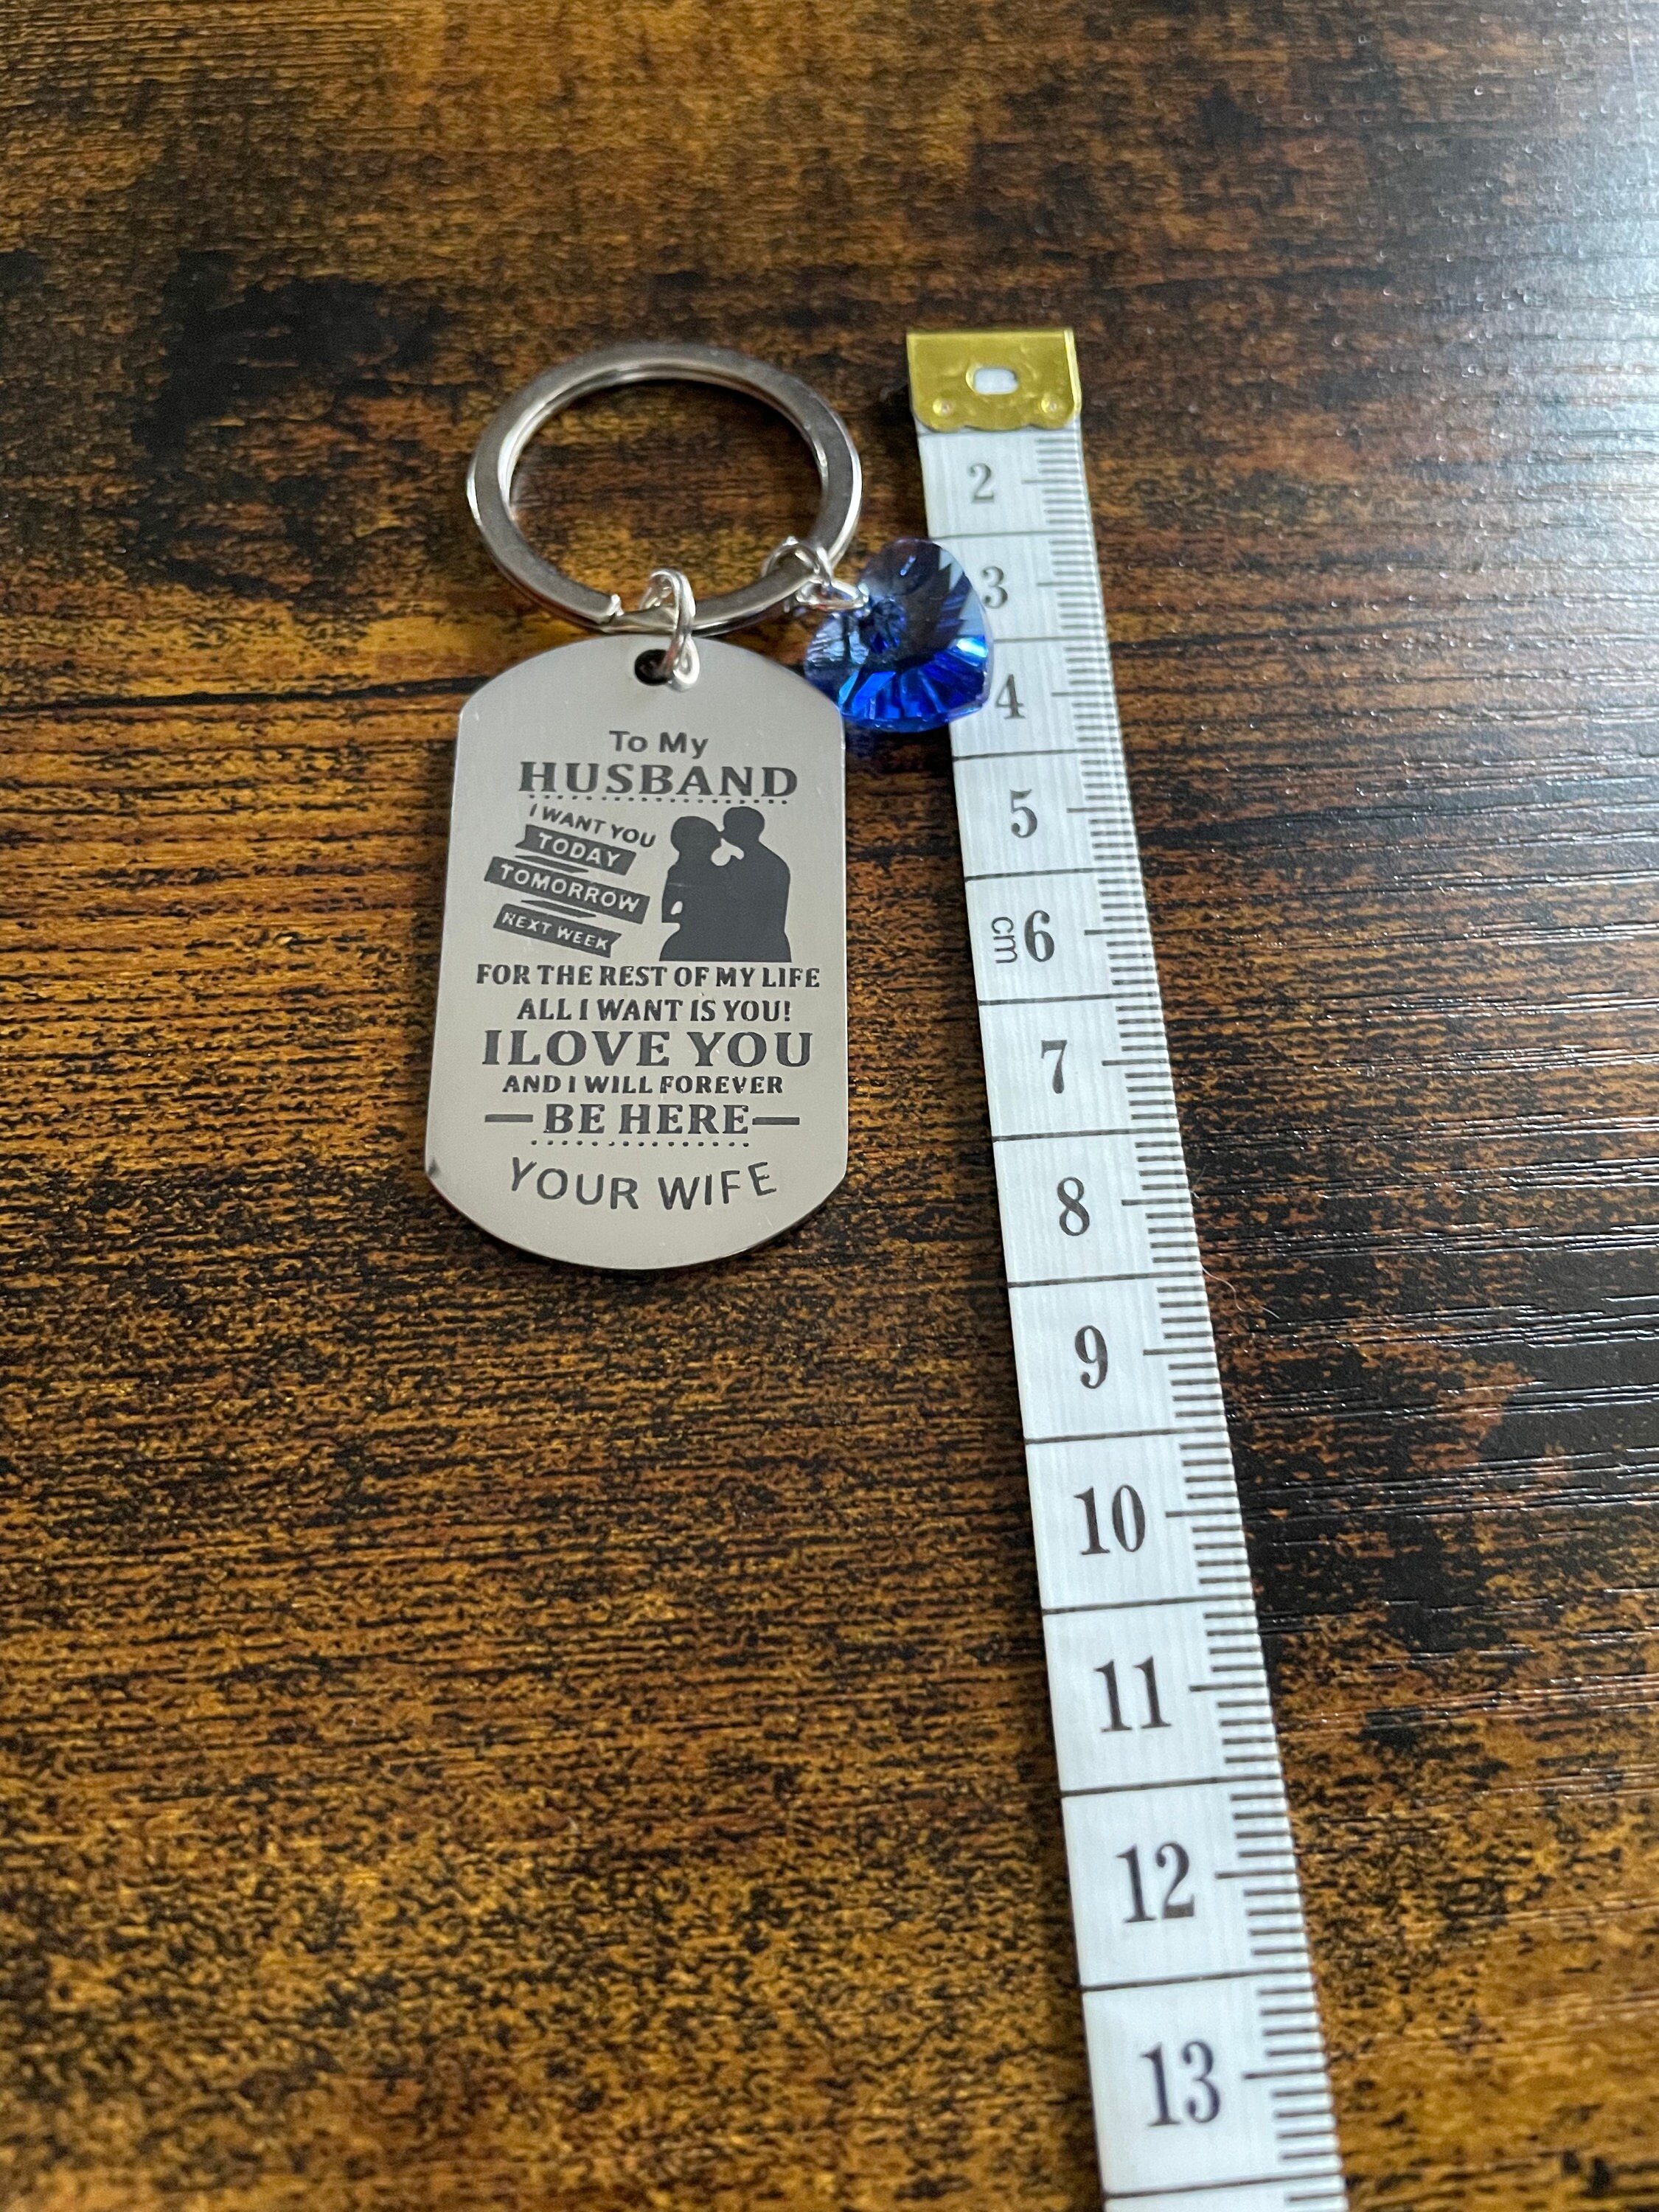 To My
HUSBAND
I WANT YOU
TODAY
TOMORROW
NEXT WEEK
FOR THE REST OF MY LIFE
ALL I WANT IS YOU!
I LOVE YOU
AND I WILL FOREVER
BE HERE
YOUR WIFE
2
3
4
5
cm 6
7
8
9
10
11
12
13